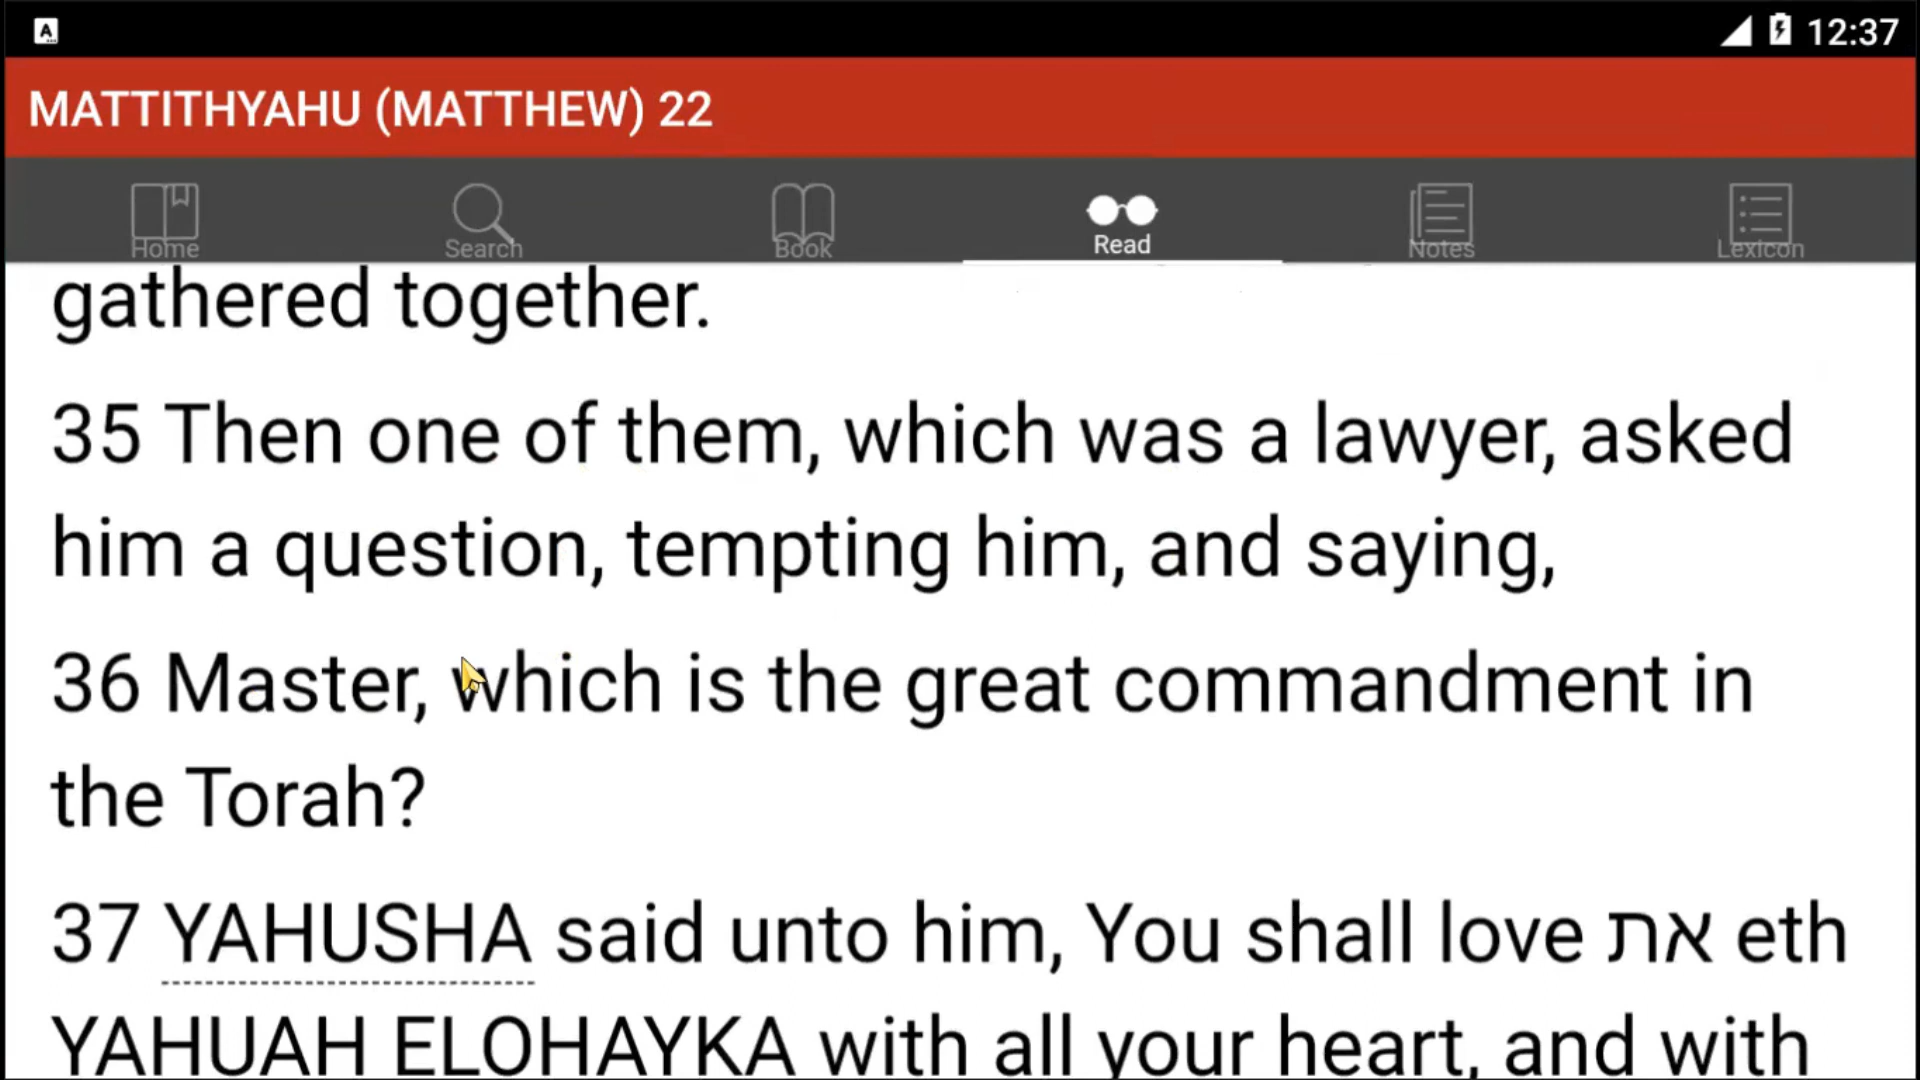 A
12:37
MATTITHYAHU (MATTHEW) 22
Home
Search
Book
Read
Notes
Lexicon
gathered together.
35 Then one of them, which was a lawyer, asked
him a question, tempting him, and saying,
36 Master, which is the great commandment in
the Torah?
37 YAHUSHA said unto him, You shall love את eth
YAHUAH ELOHAYKA with all your heart, and with